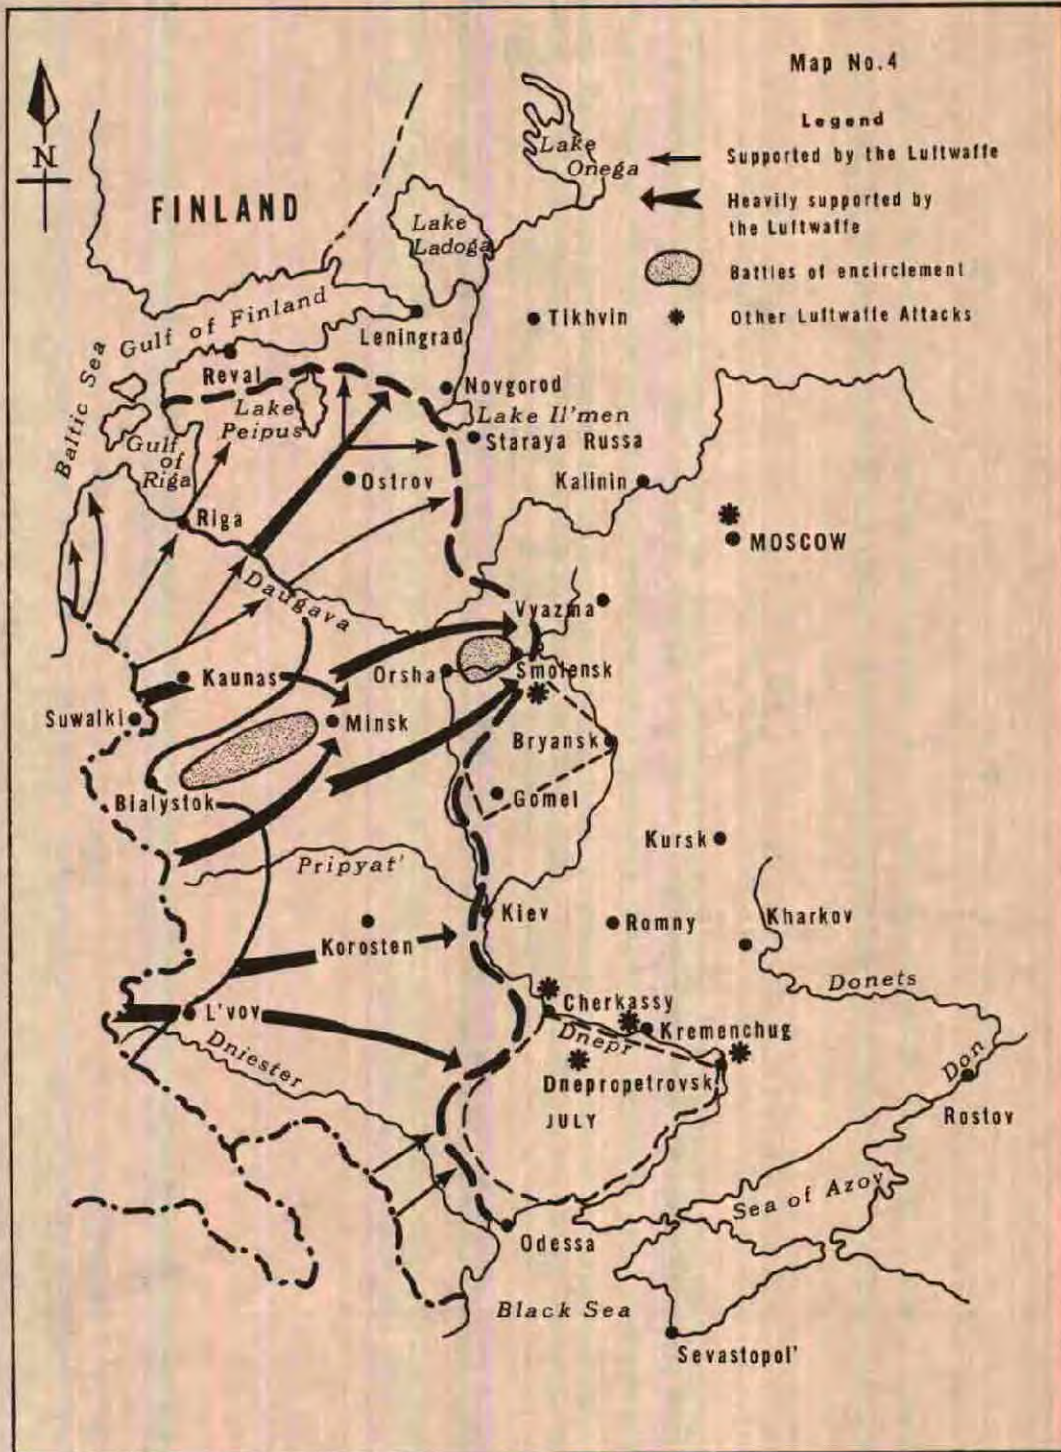 Map No.4
Legend
Supported by the Luftwaffe
Heavily supported by
the Luftwaffe
Battles of encirclement
Other Luftwaffe Attacks
N
FINLAND
Lake
Onega
Lake
Ladoga
Gulf of Finland
Leningrad
Tikhvin
Baltic Sea
Reval
Novgorod
Lake
Peipus
Lake Il'men
Staraya Russa
Gulf
of
Riga
Ostrov
Kalinin
Riga
MOSCOW
Daugava
Vyazma
Kaunas
Orsha
Smolensk
Suwalki
Minsk
Bryansk
Bialystok
Gomel
Kursk
Pripyat'
Kiev
Romny
Kharkov
Korosten
Donets
L'vov
Cherkassy
Dnepr
Kremenchug
Dniester
Dnepropetrovsk
Don
JULY
Rostov
Sea of Azov
Odessa
Black Sea
Sevastopol'